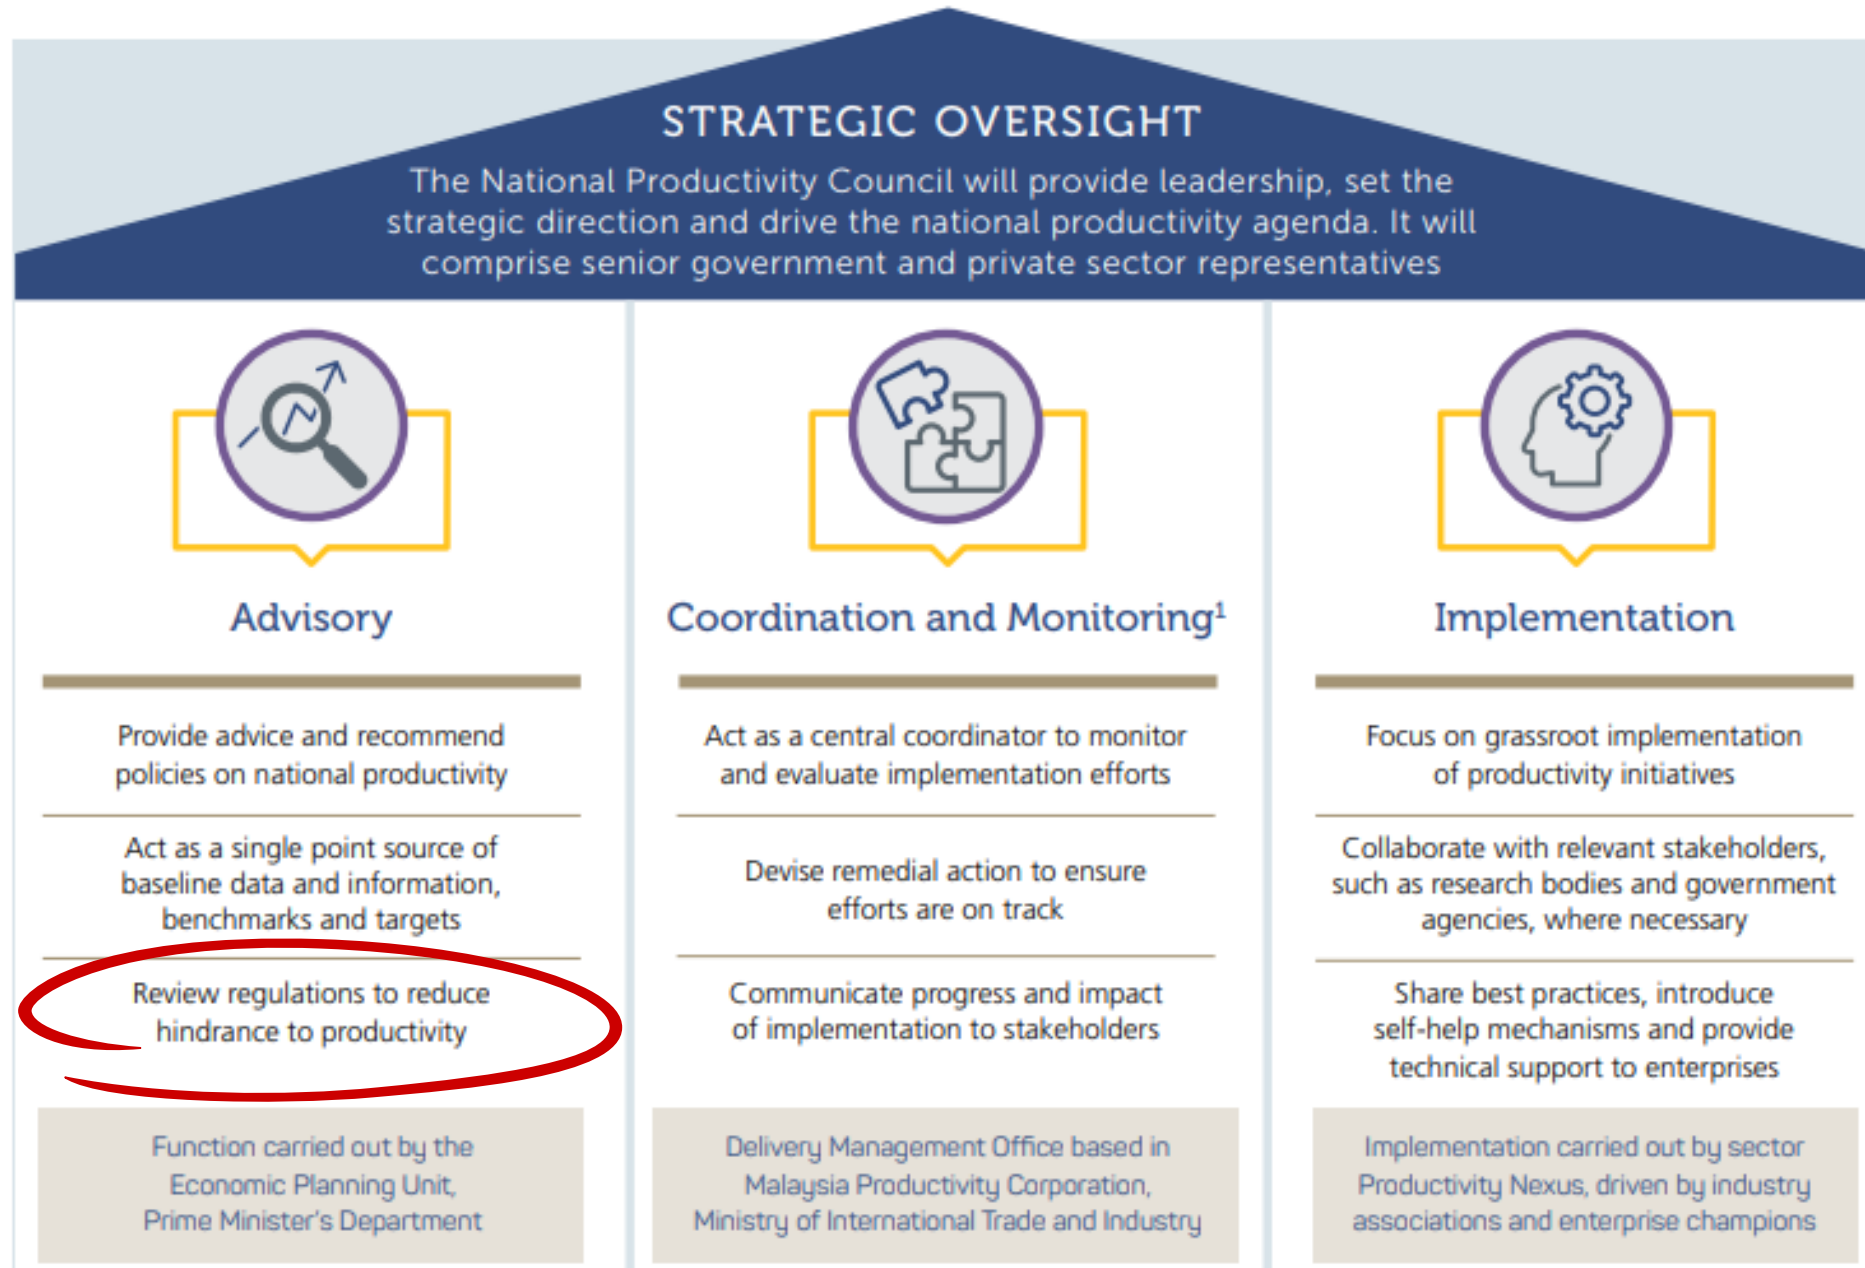 STRATEGIC OVERSIGHT
The National Productivity Council will provide leadership, set the
strategic direction and drive the national productivity agenda. It will
comprise senior government and private sector representatives
Advisory
Provide advice and recommend
policies on national productivity
Act as a single point source of
baseline data and information,
benchmarks and targets
Review regulations to reduce
hindrance to productivity
Function carried out by the
Economic Planning Unit,
Prime Minister's Department
Coordination and Monitoring¹
Act as a central coordinator to monitor
and evaluate implementation efforts
Devise remedial action to ensure
efforts are on track
Communicate progress and impact
of implementation to stakeholders
Delivery Management Office based in
Malaysia Productivity Corporation,
Ministry of International Trade and Industry
Implementation
Focus on grassroot implementation
of productivity initiatives
Collaborate with relevant stakeholders,
such as research bodies and government
agencies, where necessary
Share best practices, introduce
self-help mechanisms and provide
technical support to enterprises
Implementation carried out by sector
Productivity Nexus, driven by industry
associations and enterprise champions